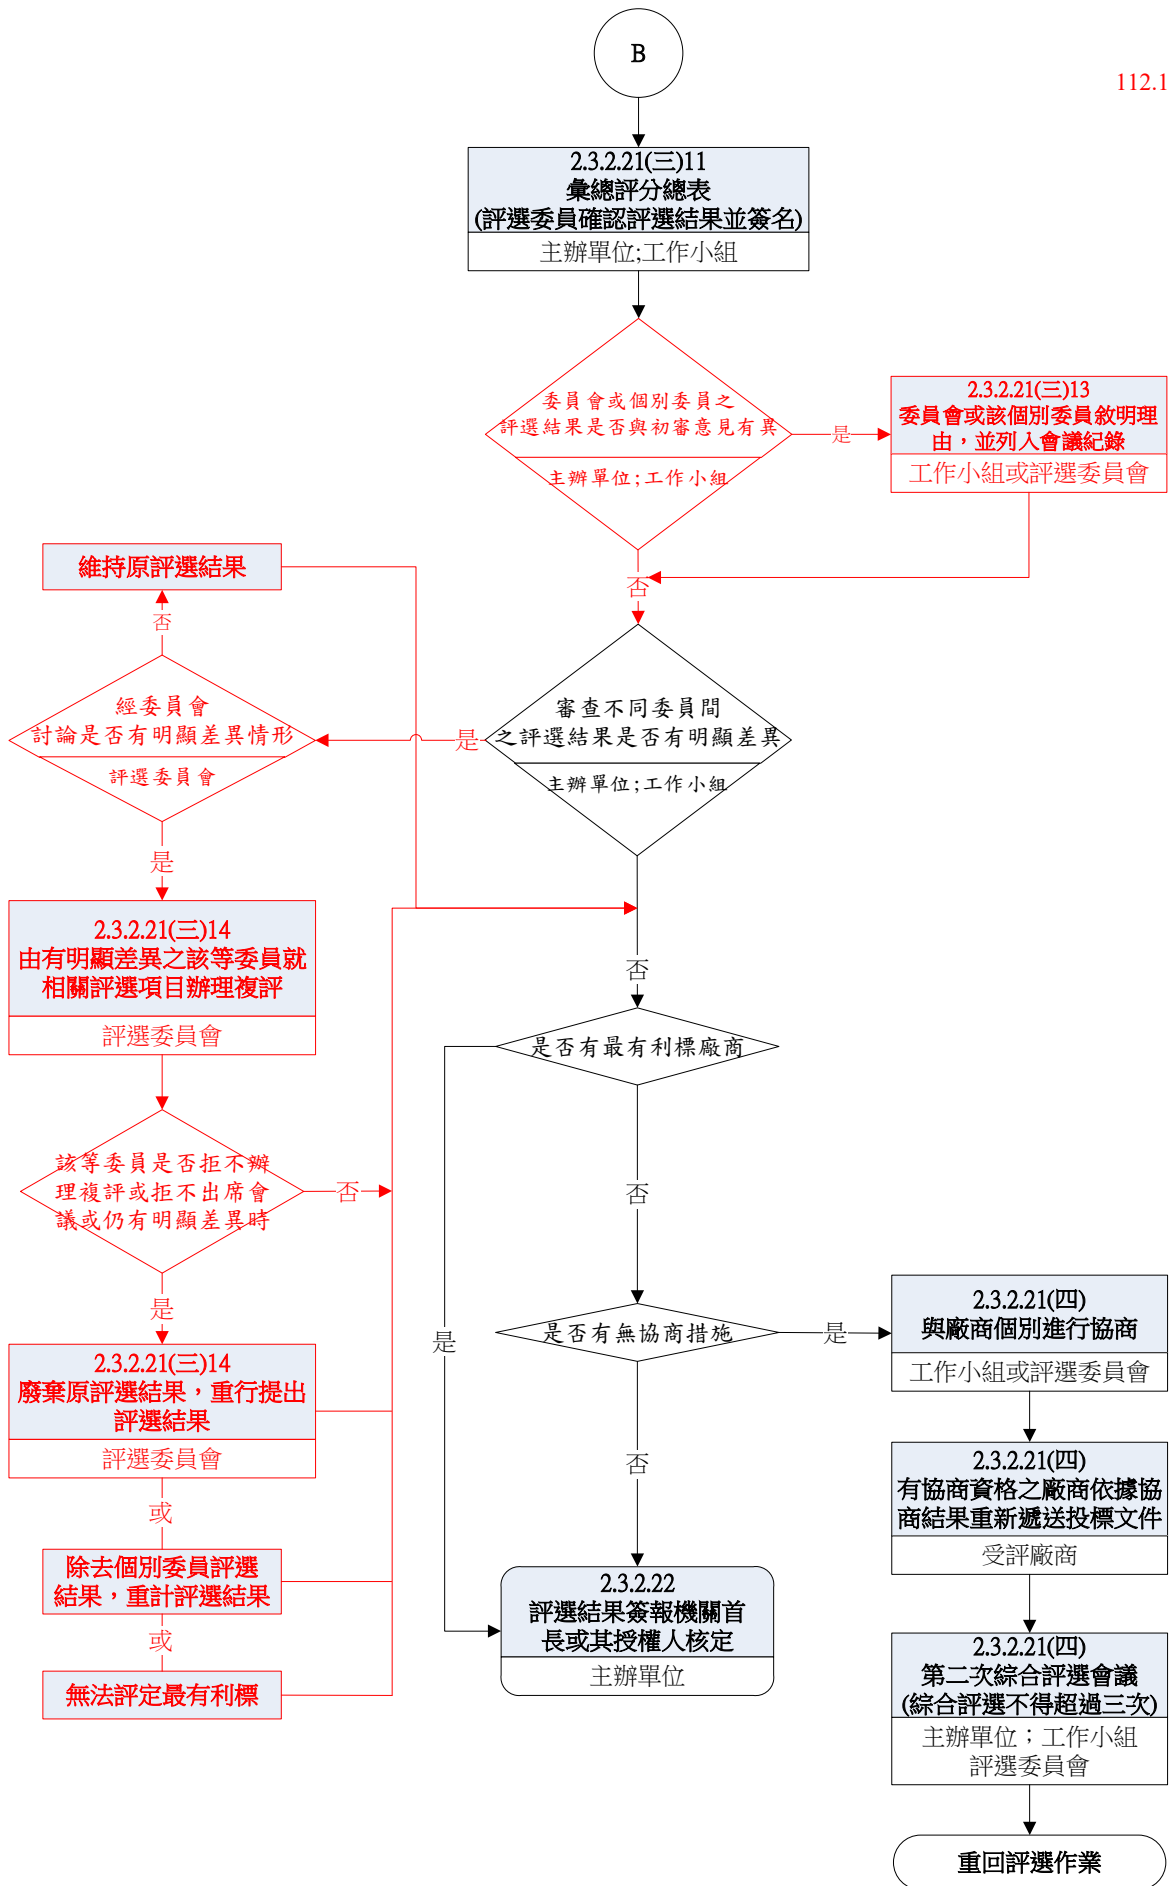 B
112.1
2.3.2.21(三)11
彙總評分總表
(評選委員確認評選結果並簽名)
主辦單位;工作小組
委員會或個別委員之
評選結果是否與初審意見有異
主辦單位;工作小組
是
2.3.2.21(三)13
委員會或該個別委員敘明理
由，並列入會議紀錄
工作小組或評選委員會
否
維持原評選結果
否
經委員會
討論是否有明顯差異情形
評選委員會
是
審查不同委員間
之評選結果是否有明顯差異
主辦單位;工作小組
是
2.3.2.21(三)14
由有明顯差異之該等委員就
相關評選項目辦理複評
評選委員會
否
是否有最有利標廠商
該等委員是否拒不辦
理複評或拒不出席會
議或仍有明顯差異時
否
否
是
是
2.3.2.21(三)14
廢棄原評選結果，重行提出
評選結果
評選委員會
或
除去個別委員評選
結果，重計評選結果
或
無法評定最有利標
是否有無協商措施
是
2.3.2.21(四)
與廠商個別進行協商
工作小組或評選委員會
否
2.3.2.21(四)
有協商資格之廠商依據協
商結果重新遞送投標文件
受評廠商
2.3.2.22
評選結果簽報機關首
長或其授權人核定
主辦單位
2.3.2.21(四)
第二次綜合評選會議
(綜合評選不得超過三次)
主辦單位；工作小組
評選委員會
重回評選作業